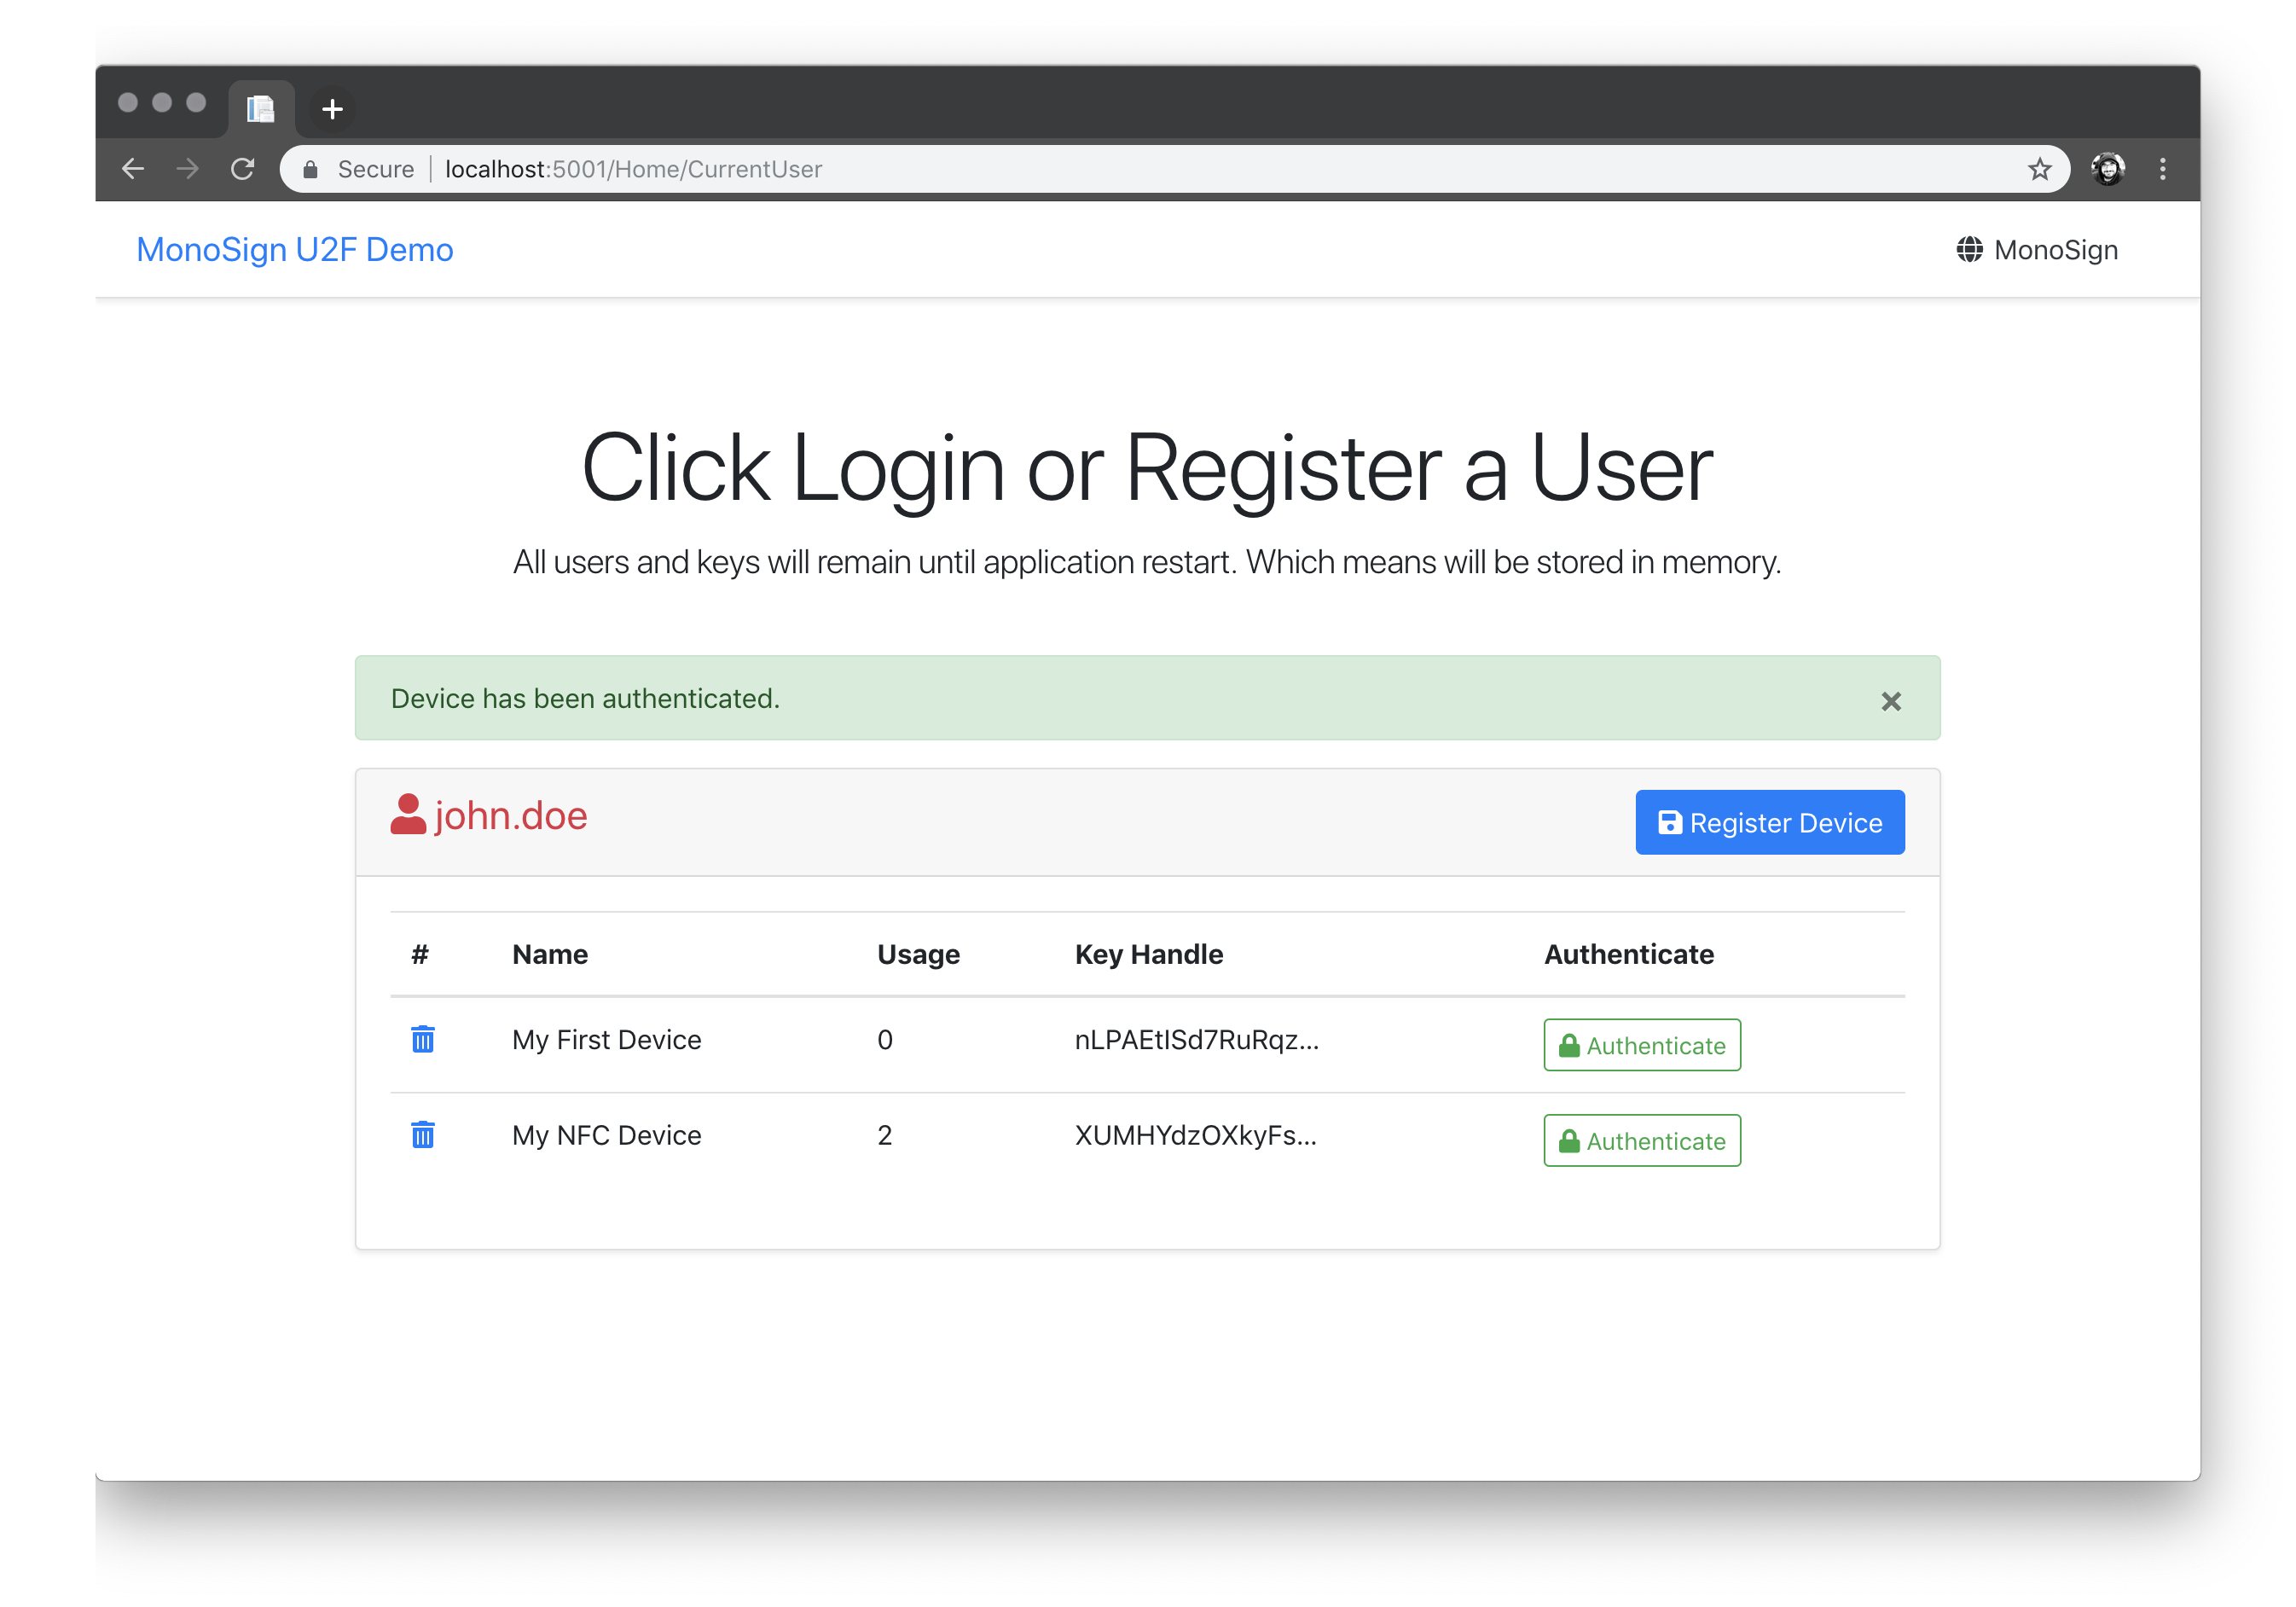 Secure | localhost:5001/Home/CurrentUser
MonoSign U2F Demo
MonoSign
Click Login or Register a User
All users and keys will remain until application restart. Which means will be stored in memory.
Device has been authenticated.
×
john.doe
Register Device
# Name Usage Key Handle Authenticate
My First Device 0 nLPAEtISd7RuRqz... Authenticate
My NFC Device 2 XUMHYdzOXkyFs... Authenticate